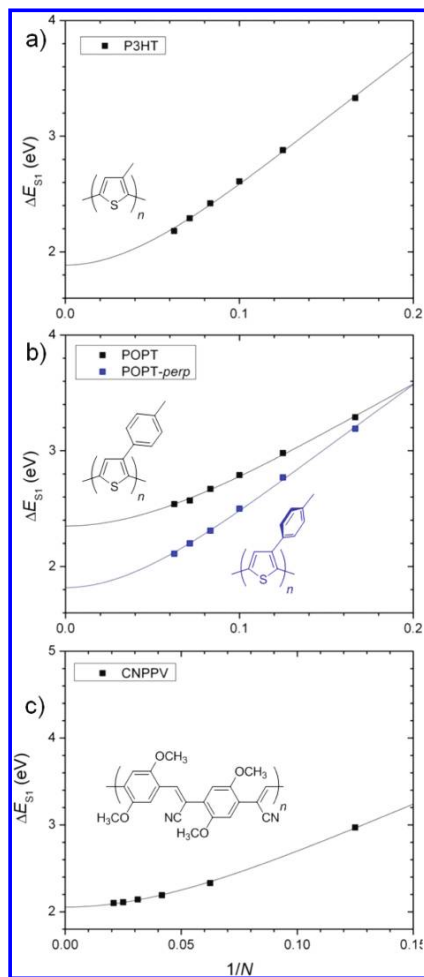 a)
P3HT
4
3
2
ΔE_S1 (eV)
S
n
0.0
0.1
0.2
b)
POPT
POPT-perp
4
3
2
ΔE_S1 (eV)
S
n
S
n
0.0
0.1
0.2
c)
CNPPV
5
4
3
2
ΔE_S1 (eV)
OCH₃
OCH₃
n
H₃CO
NC
H₃CO
CN
0.00
0.05
0.10
0.15
1/N